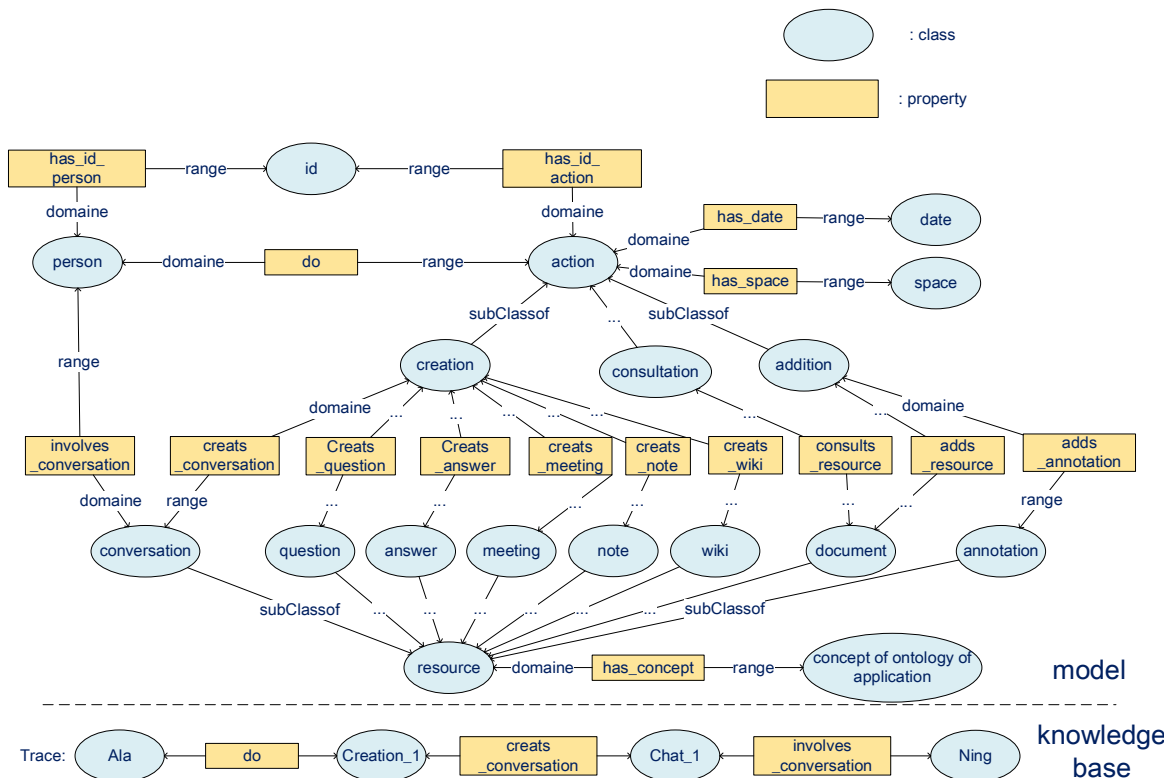 : class
: property
has_id_
person
range
id
range
has_id_
action
domaine
domaine
has_date
range
date
domaine
person
domaine
do
range
action
domaine
has_space
range
space
subClassof
...
subClassof
range
creation
consultation
addition
domaine
...
...
...
...
...
...
...
domaine
involves
_conversation
creats
_conversation
Creats
_question
Creats
_answer
creats
_meeting
creats
_note
creats
_wiki
consults
_resource
adds
_resource
adds
_annotation
domaine
range
...
...
...
...
...
...
...
range
conversation
question
answer
meeting
note
wiki
document
annotation
subClassof
...
...
...
...
...
...
subClassof
resource
domaine
has_concept
range
concept of ontology of
application
model
Trace:
Ala
do
Creation_1
creats
_conversation
Chat_1
involves
_conversation
Ning
knowledge
base